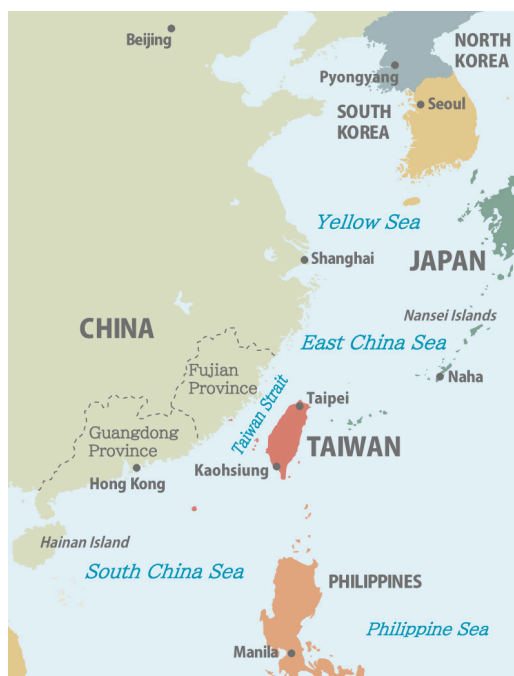 Beijing
NORTH
KOREA
Pyongyang
Seoul
SOUTH
KOREA
Yellow Sea
Shanghai
JAPAN
Nansei Islands
CHINA
East China Sea
Fujian
Province
Naha
Taiwan Strait
Taipei
Guangdong
Province
TAIWAN
Kaohsiung
Hong Kong
Hainan Island
South China Sea
PHILIPPINES
Philippine Sea
Manila